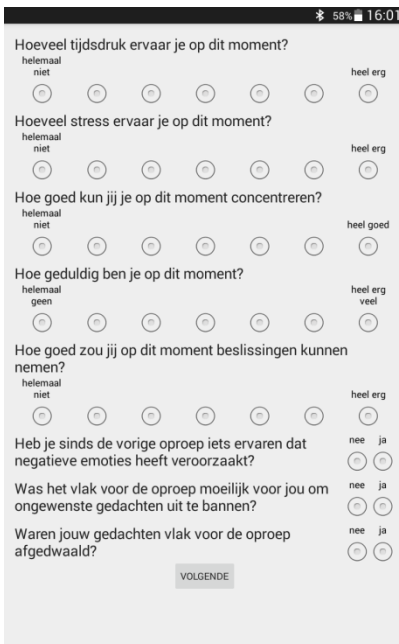 58% 16:01
Hoeveel tijdsdruk ervaar je op dit moment?
helemaal
niet heel erg
Hoeveel stress ervaar je op dit moment?
helemaal
niet heel erg
Hoe goed kun jij je op dit moment concentreren?
helemaal
niet heel goed
Hoe geduldig ben je op dit moment?
helemaal heel erg
geen veel
Hoe goed zou jij op dit moment beslissingen kunnen
nemen?
helemaal
niet heel erg
Heb je sinds de vorige oproep iets ervaren dat nee ja
negatieve emoties heeft veroorzaakt?
Was het vlak voor de oproep moeilijk voor jou om nee ja
ongewenste gedachten uit te bannen?
Waren jouw gedachten vlak voor de oproep nee ja
afgedwaald?
VOLGENDE